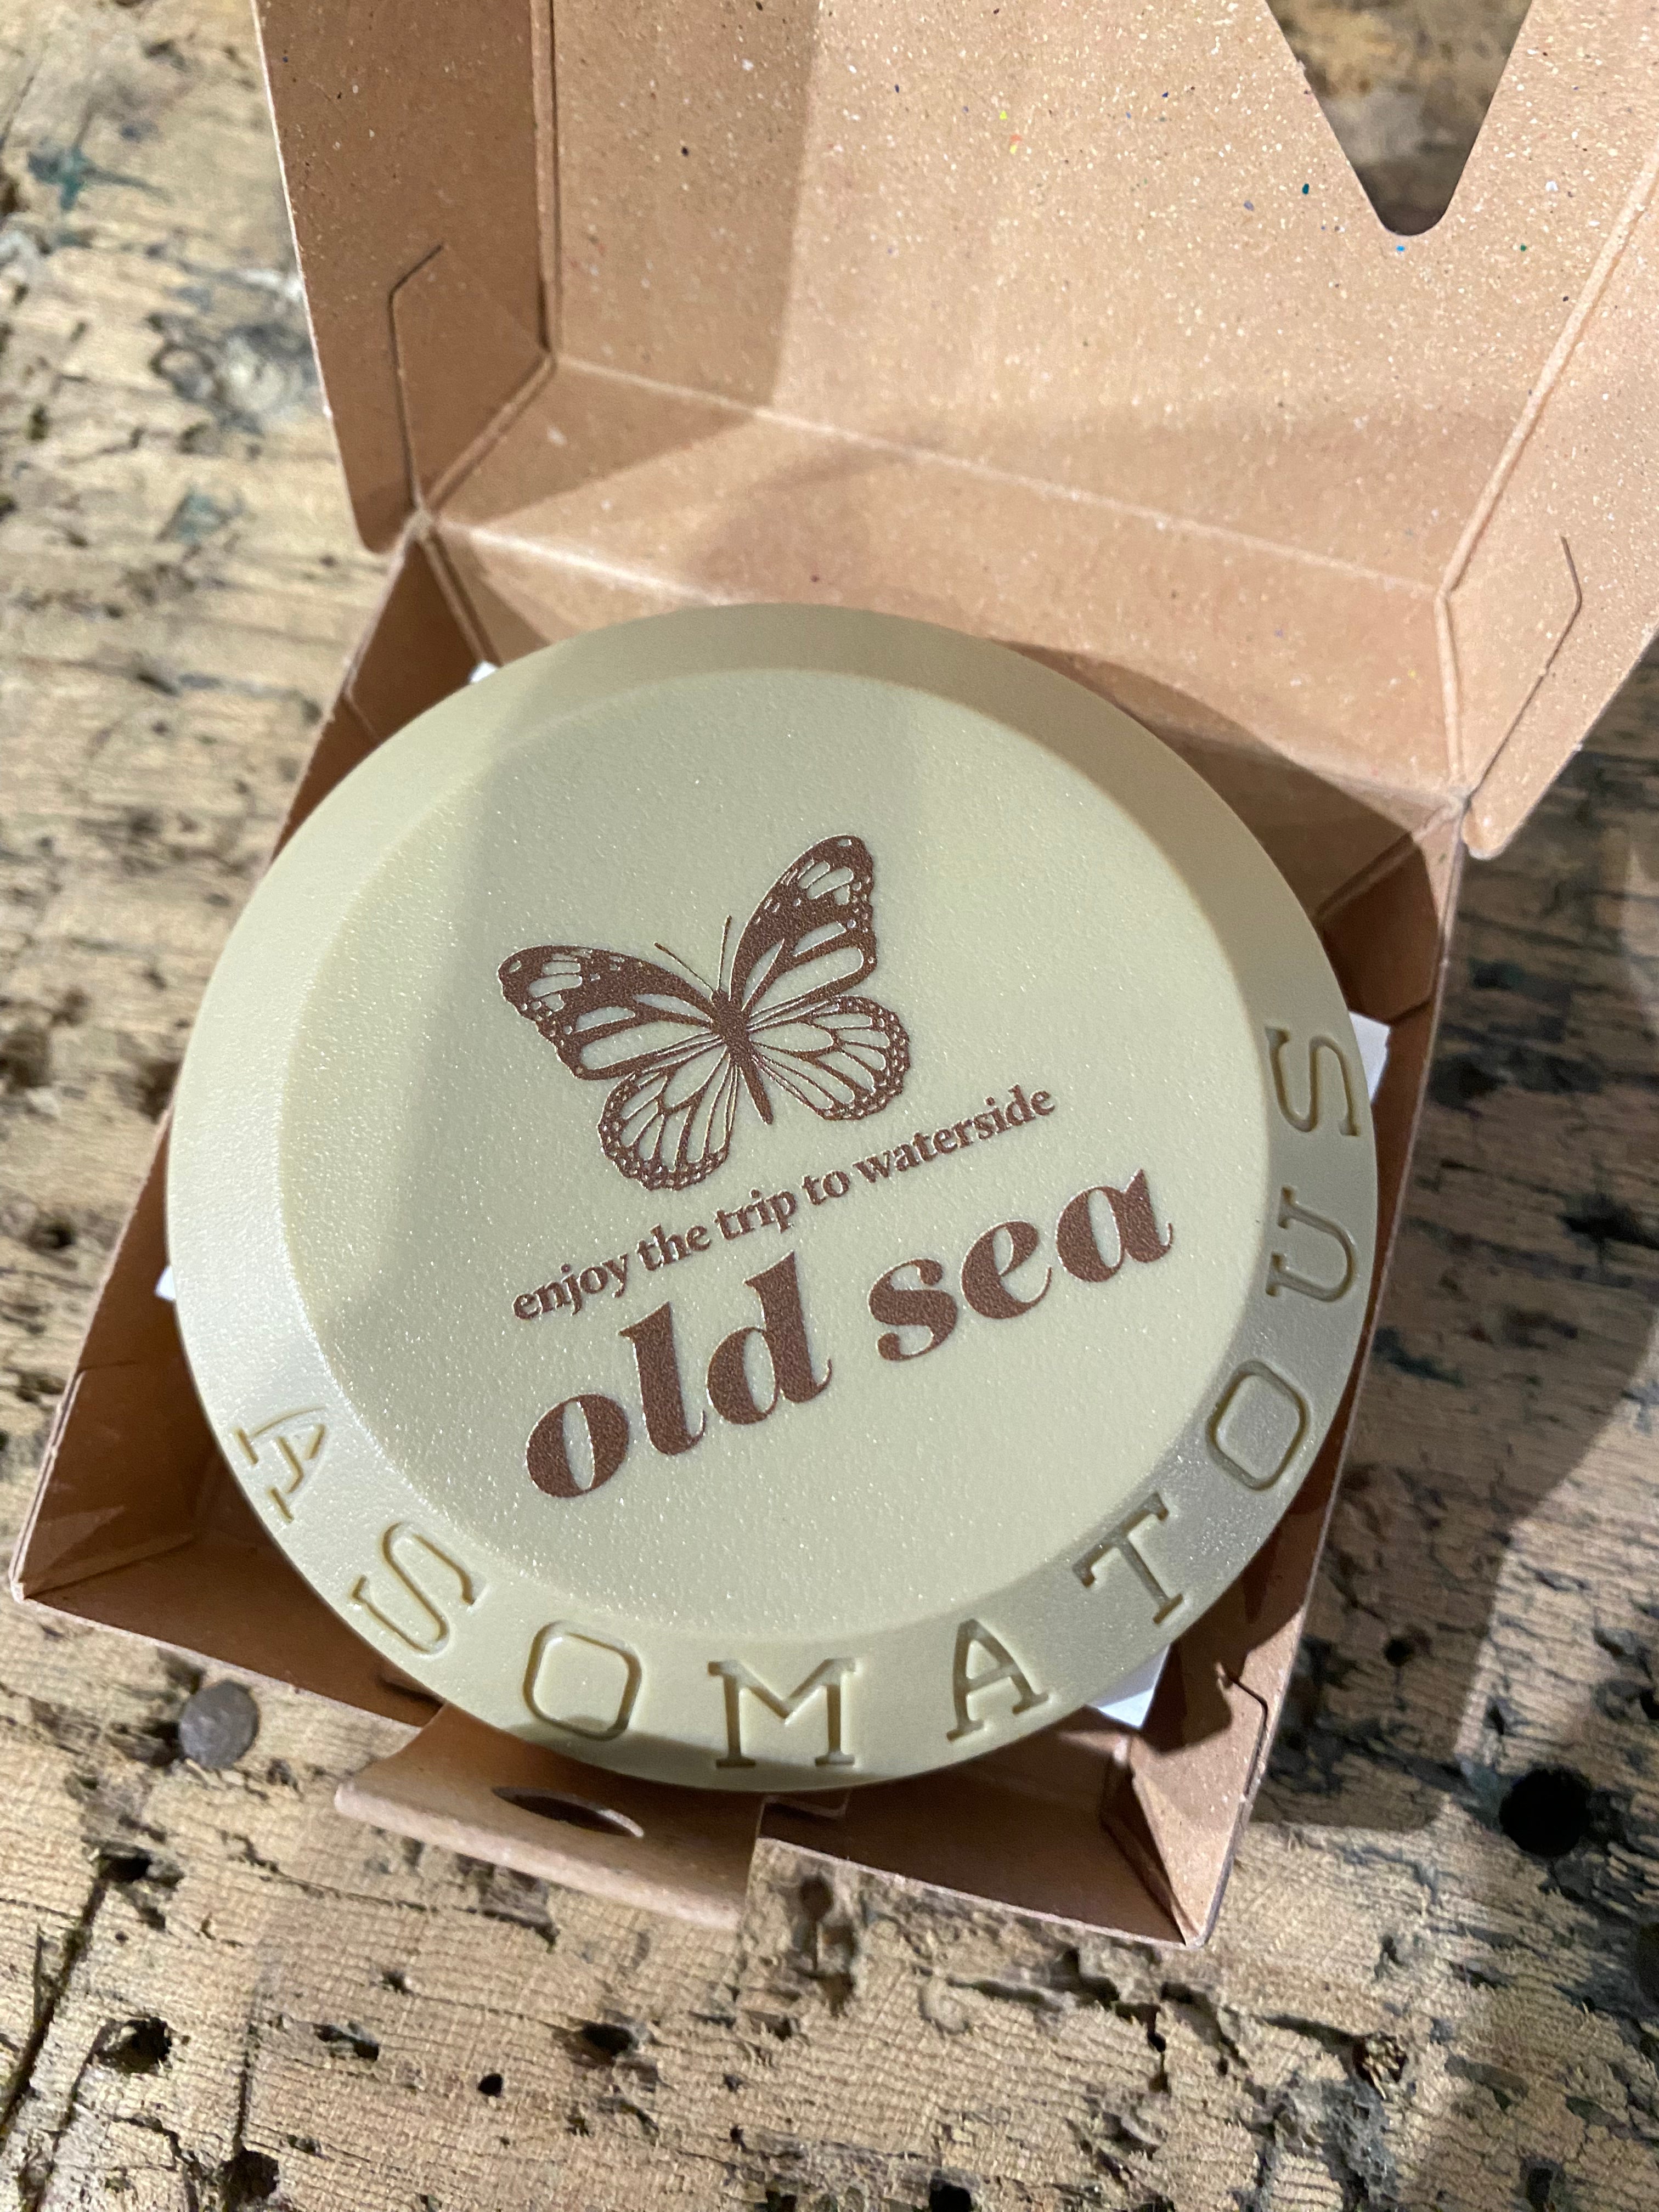 enjoy the trip to waterside
old sea
ASOMATOUS